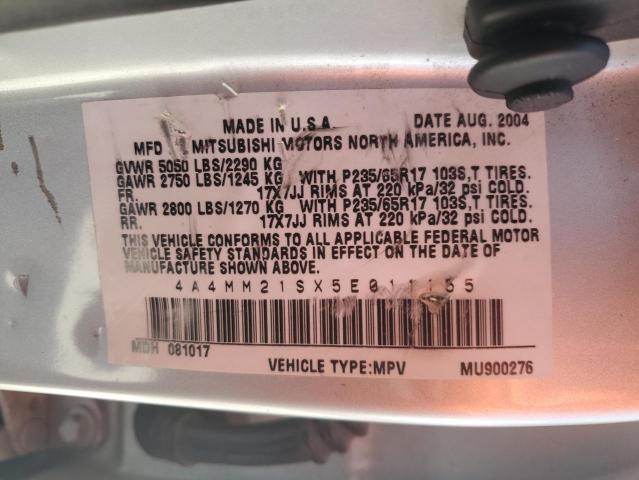 MADE IN U.S.A. DATE AUG. 2004
MFD MITSUBISHI MOTORS NORTH AMERICA, INC.
GVWR 5050 LBS/2290 KG
GAWR 2750 LBS/1245 KG WITH P235/65R17 103S,T TIRES.
FR. 17X7JJ RIMS AT 220 kPa/32 psi COLD.
GAWR 2800 LBS/1270 KG WITH P235/65R17 103S,T TIRES.
RR. 17X7JJ RIMS AT 220 kPa/32 psi COLD.
THIS VEHICLE CONFORMS TO ALL APPLICABLE FEDERAL MOTOR
VEHICLE SAFETY STANDARDS IN EFFECT ON THE DATE OF
MANUFACTURE SHOWN ABOVE.
4A4MM21SX5E011155
MDH 081017
VEHICLE TYPE:MPV MU900276